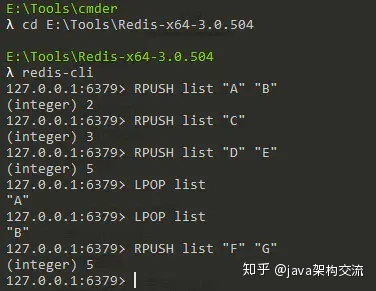 E:\Tools\cmder
λ cd E:\Tools\Redis-x64-3.0.504
E:\Tools\Redis-x64-3.0.504
λ redis-cli
127.0.0.1:6379> RPUSH list "A" "B"
(integer) 2
127.0.0.1:6379> RPUSH list "C"
(integer) 3
127.0.0.1:6379> RPUSH list "D" "E"
(integer) 5
127.0.0.1:6379> LPOP list
"A"
127.0.0.1:6379> LPOP list
"B"
127.0.0.1:6379> RPUSH list "F" "G"
(integer) 5
127.0.0.1:6379>
知乎 @java架构交流